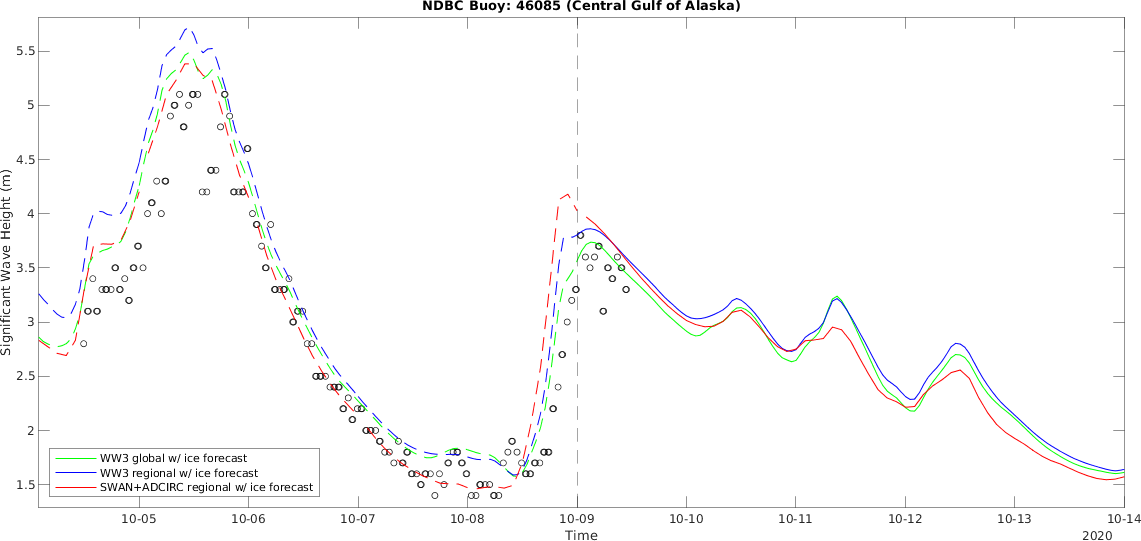 NDBC Buoy: 46085 (Central Gulf of Alaska)
5.5
5
4.5
4
3.5
3
2.5
2
1.5
Significant Wave Height (m)
WW3 global w/ ice forecast
WW3 regional w/ ice forecast
SWAN+ADCIRC regional w/ ice forecast
10-05 10-06 10-07 10-08 10-09 10-10 10-11 10-12 10-13 10-14
Time
2020